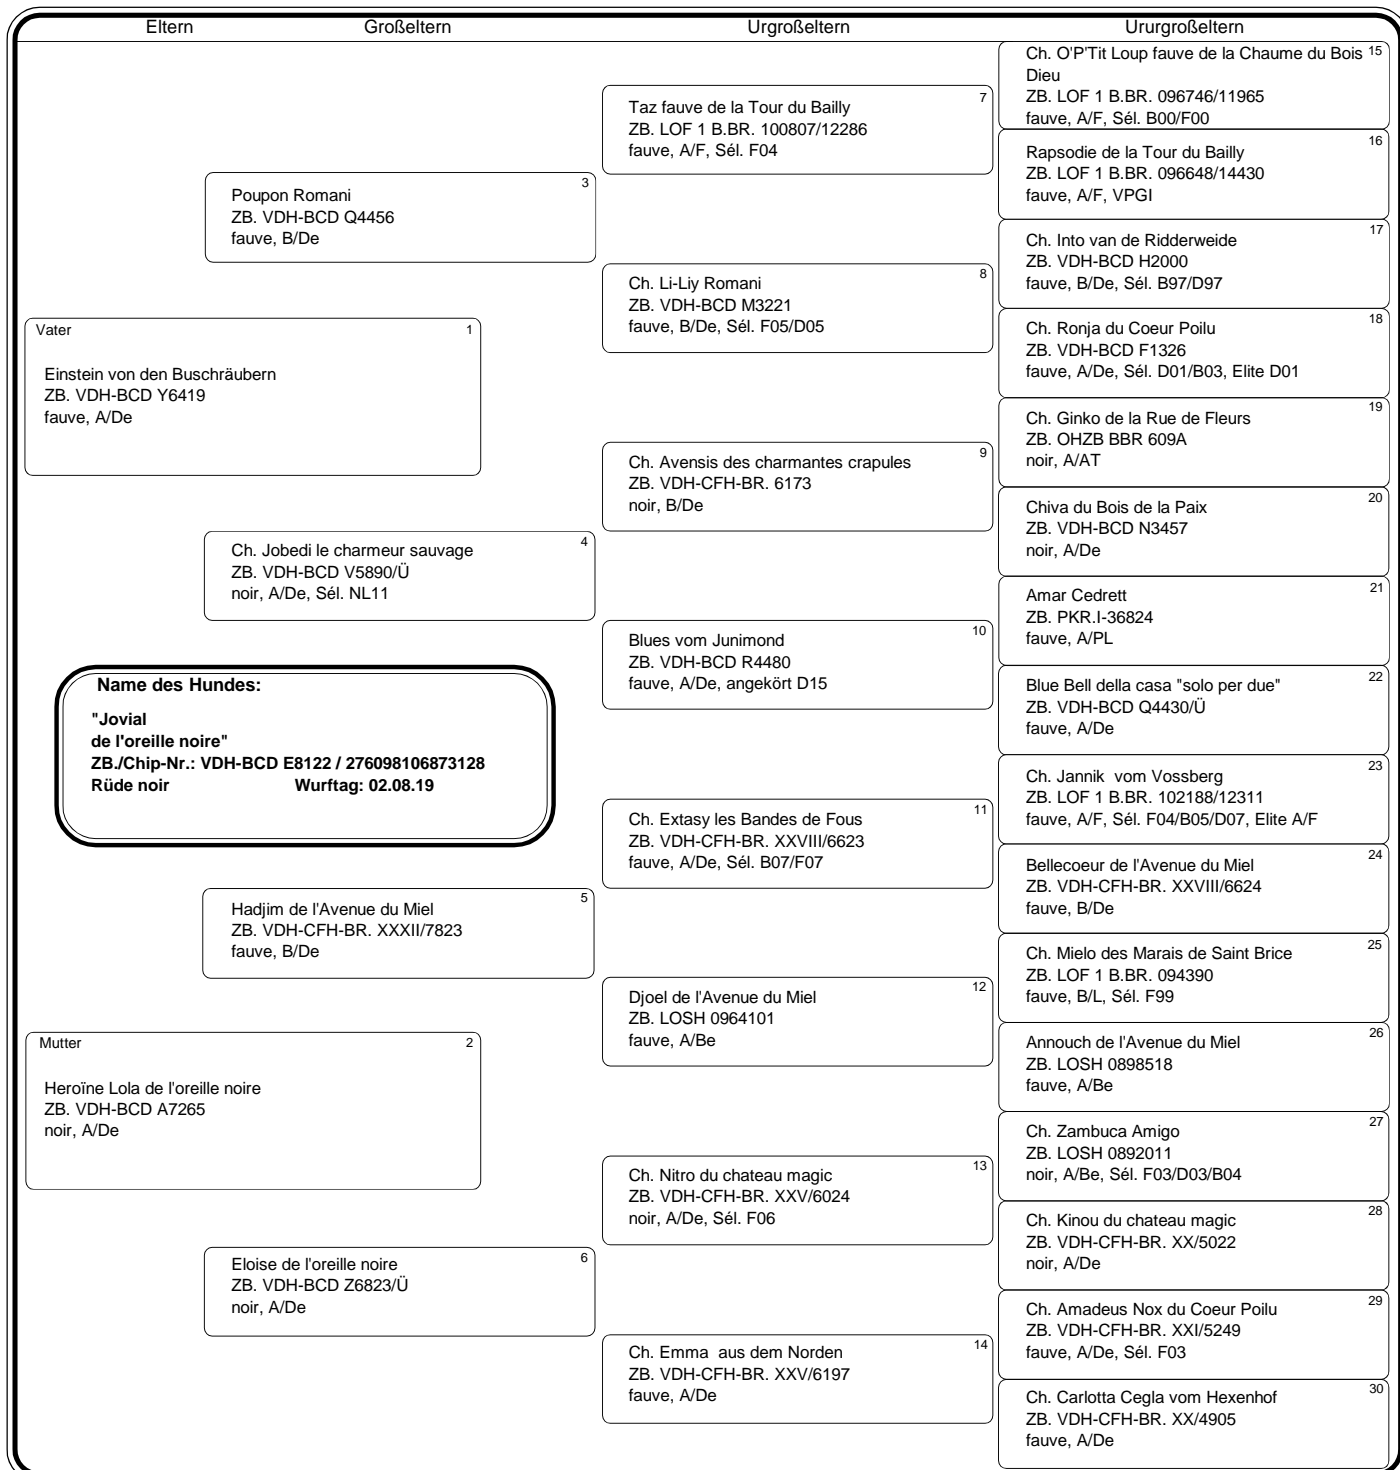 Eltern Großeltern Urgroßeltern Ururgroßeltern
Vater 1
Einstein von den Buschräubern
ZB. VDH-BCD Y6419
fauve, A/De
Name des Hundes:
"Jovial
de l'oreille noire"
ZB./Chip-Nr.: VDH-BCD E8122 / 276098106873128
Rüde noir Wurftag: 02.08.19
Mutter 2
Heroïne Lola de l'oreille noire
ZB. VDH-BCD A7265
noir, A/De
3
Poupon Romani
ZB. VDH-BCD Q4456
fauve, B/De
4
Ch. Jobedi le charmeur sauvage
ZB. VDH-BCD V5890/Ü
noir, A/De, Sél. NL11
5
Hadjim de l'Avenue du Miel
ZB. VDH-CFH-BR. XXXII/7823
fauve, B/De
6
Eloise de l'oreille noire
ZB. VDH-BCD Z6823/Ü
noir, A/De
7
Taz fauve de la Tour du Bailly
ZB. LOF 1 B.BR. 100807/12286
fauve, A/F, Sél. F04
8
Ch. Li-Liy Romani
ZB. VDH-BCD M3221
fauve, B/De, Sél. F05/D05
9
Ch. Avensis des charmantes crapules
ZB. VDH-CFH-BR. 6173
noir, B/De
10
Blues vom Junimond
ZB. VDH-BCD R4480
fauve, A/De, angekört D15
11
Ch. Extasy les Bandes de Fous
ZB. VDH-CFH-BR. XXVIII/6623
fauve, A/De, Sél. B07/F07
12
Djoel de l'Avenue du Miel
ZB. LOSH 0964101
fauve, A/Be
13
Ch. Nitro du chateau magic
ZB. VDH-CFH-BR. XXV/6024
noir, A/De, Sél. F06
14
Ch. Emma aus dem Norden
ZB. VDH-CFH-BR. XXV/6197
fauve, A/De
Ch. O'P'Tit Loup fauve de la Chaume du Bois 15
Dieu
ZB. LOF 1 B.BR. 096746/11965
fauve, A/F, Sél. B00/F00
16
Rapsodie de la Tour du Bailly
ZB. LOF 1 B.BR. 096648/14430
fauve, A/F, VPGI
17
Ch. Into van de Ridderweide
ZB. VDH-BCD H2000
fauve, B/De, Sél. B97/D97
18
Ch. Ronja du Coeur Poilu
ZB. VDH-BCD F1326
fauve, A/De, Sél. D01/B03, Elite D01
19
Ch. Ginko de la Rue de Fleurs
ZB. OHZB BBR 609A
noir, A/AT
20
Chiva du Bois de la Paix
ZB. VDH-BCD N3457
noir, A/De
21
Amar Cedrett
ZB. PKR.I-36824
fauve, A/PL
22
Blue Bell della casa "solo per due"
ZB. VDH-BCD Q4430/Ü
fauve, A/De
23
Ch. Jannik vom Vossberg
ZB. LOF 1 B.BR. 102188/12311
fauve, A/F, Sél. F04/B05/D07, Elite A/F
24
Bellecoeur de l'Avenue du Miel
ZB. VDH-CFH-BR. XXVIII/6624
fauve, B/De
25
Ch. Mielo des Marais de Saint Brice
ZB. LOF 1 B.BR. 094390
fauve, B/L, Sél. F99
26
Annouch de l'Avenue du Miel
ZB. LOSH 0898518
fauve, A/Be
27
Ch. Zambuca Amigo
ZB. LOSH 0892011
noir, A/Be, Sél. F03/D03/B04
28
Ch. Kinou du chateau magic
ZB. VDH-CFH-BR. XX/5022
noir, A/De
29
Ch. Amadeus Nox du Coeur Poilu
ZB. VDH-CFH-BR. XXI/5249
fauve, A/De, Sél. F03
30
Ch. Carlotta Cegla vom Hexenhof
ZB. VDH-CFH-BR. XX/4905
fauve, A/De